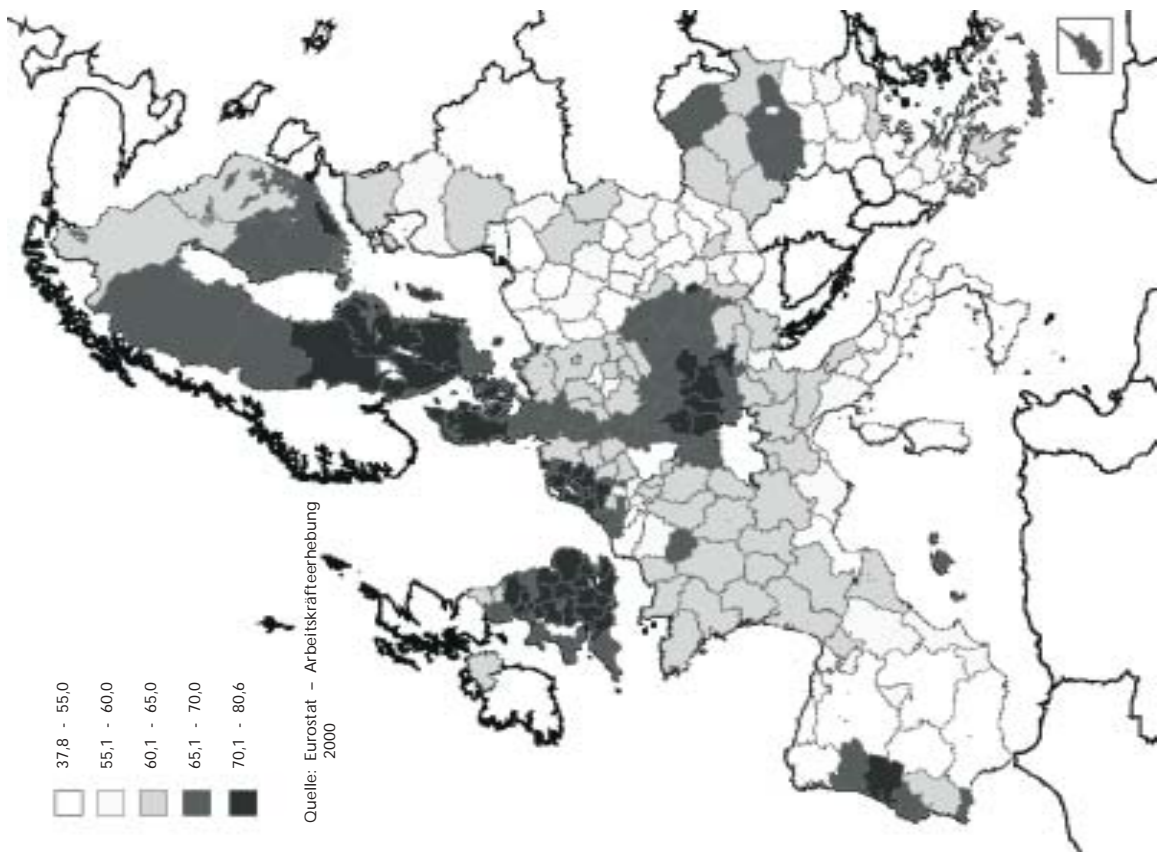 37,8 - 55,0
55,1 - 60,0
60,1 - 65,0
65,1 - 70,0
70,1 - 80,6
Quelle: Eurostat – Arbeitskräfteerhebung
2000